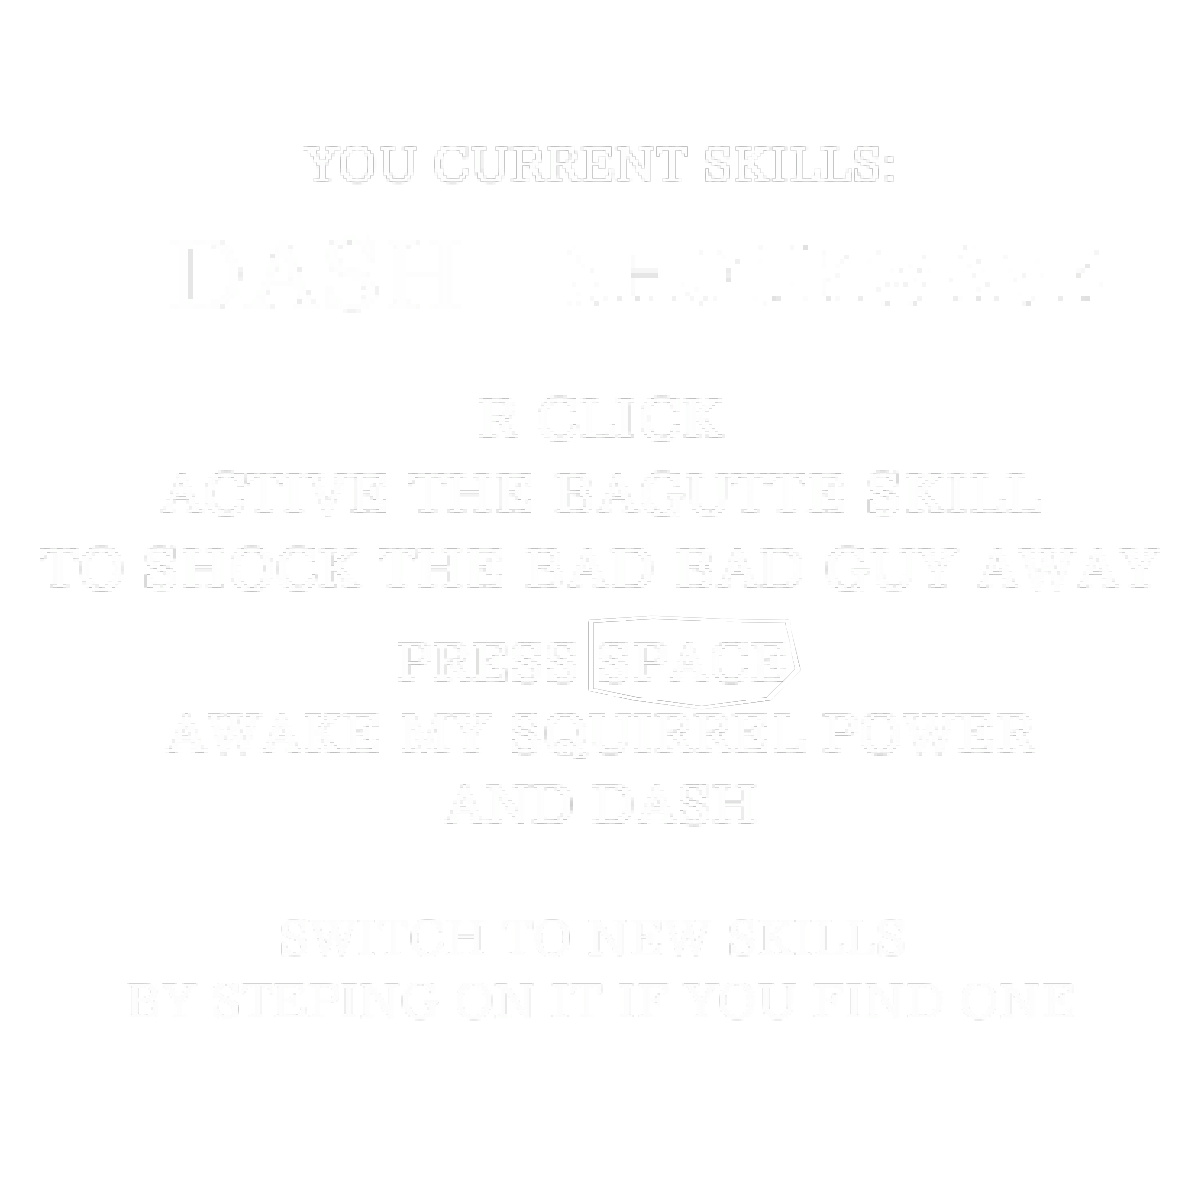 YOU CURRENT SKILLS:
DASH
R CLICK
ACTIVE THE BAGUTTE SKILL
TO SHOCK THE BAD BAD GUY AWAY
PRESS SPACE
AWAKE MY SQUIRREL POWER
AND DASH
SWITCH TO NEW SKILLS
BY STEPING ON IT IF YOU FIND ONE